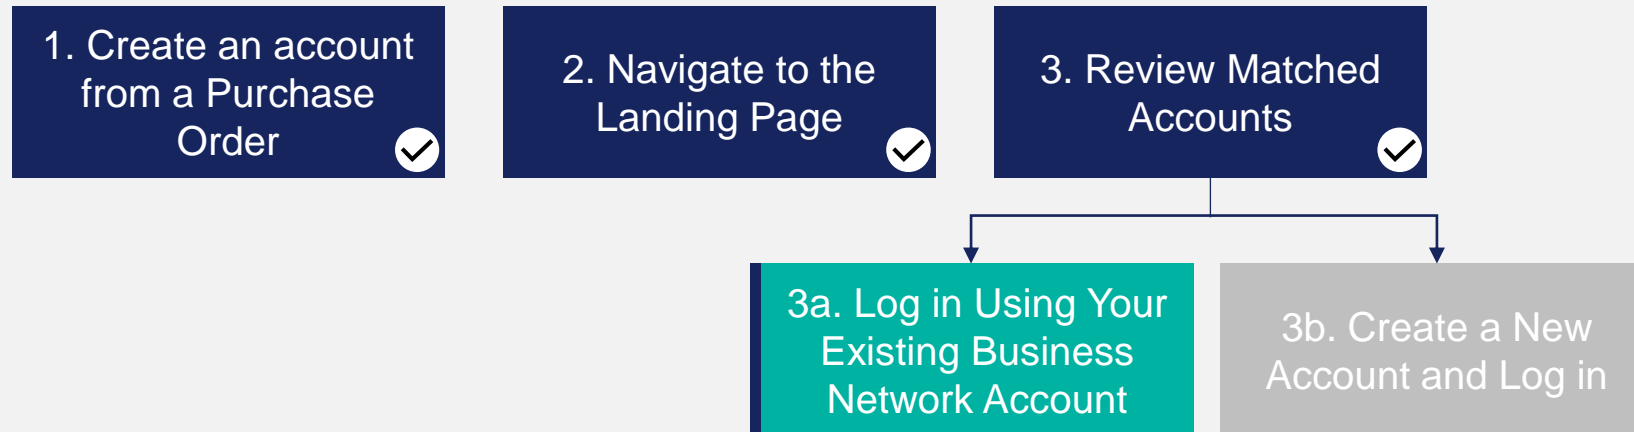 1. Create an account
from a Purchase
Order
2. Navigate to the
Landing Page
3. Review Matched
Accounts
3a. Log in Using Your
Existing Business
Network Account
3b. Create a New
Account and Log in